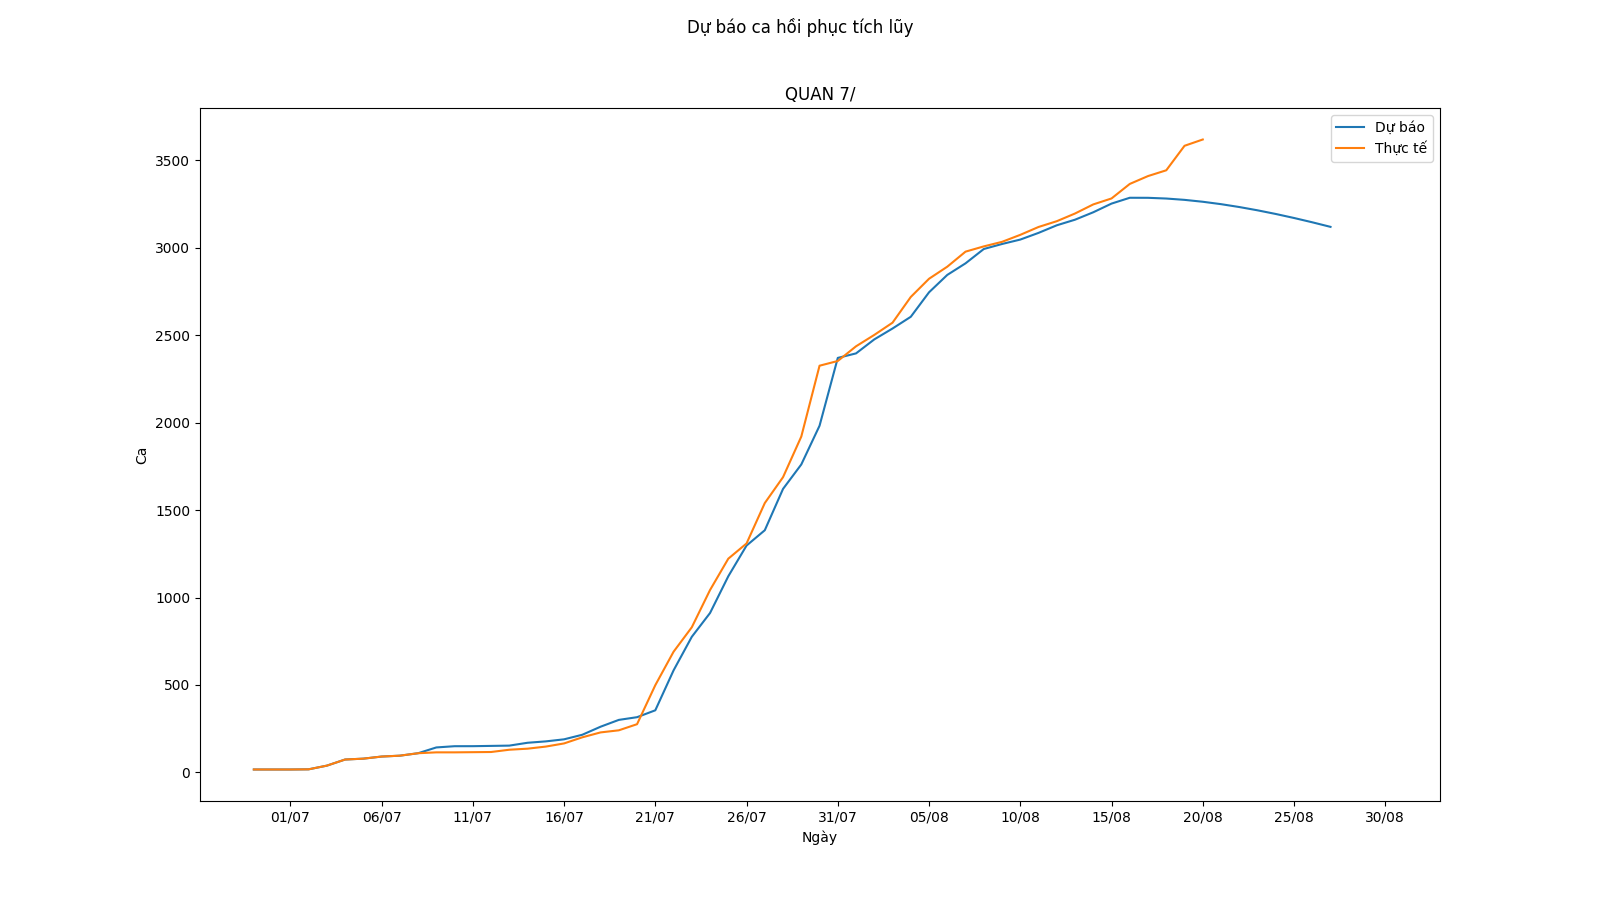 Dự báo ca hồi phục tích lũy
QUAN 7/
Dự báo
Thực tế
3500
3000
2500
2000
1500
1000
500
0
Ca
01/07 06/07 11/07 16/07 21/07 26/07 31/07 05/08 10/08 15/08 20/08 25/08 30/08
Ngày